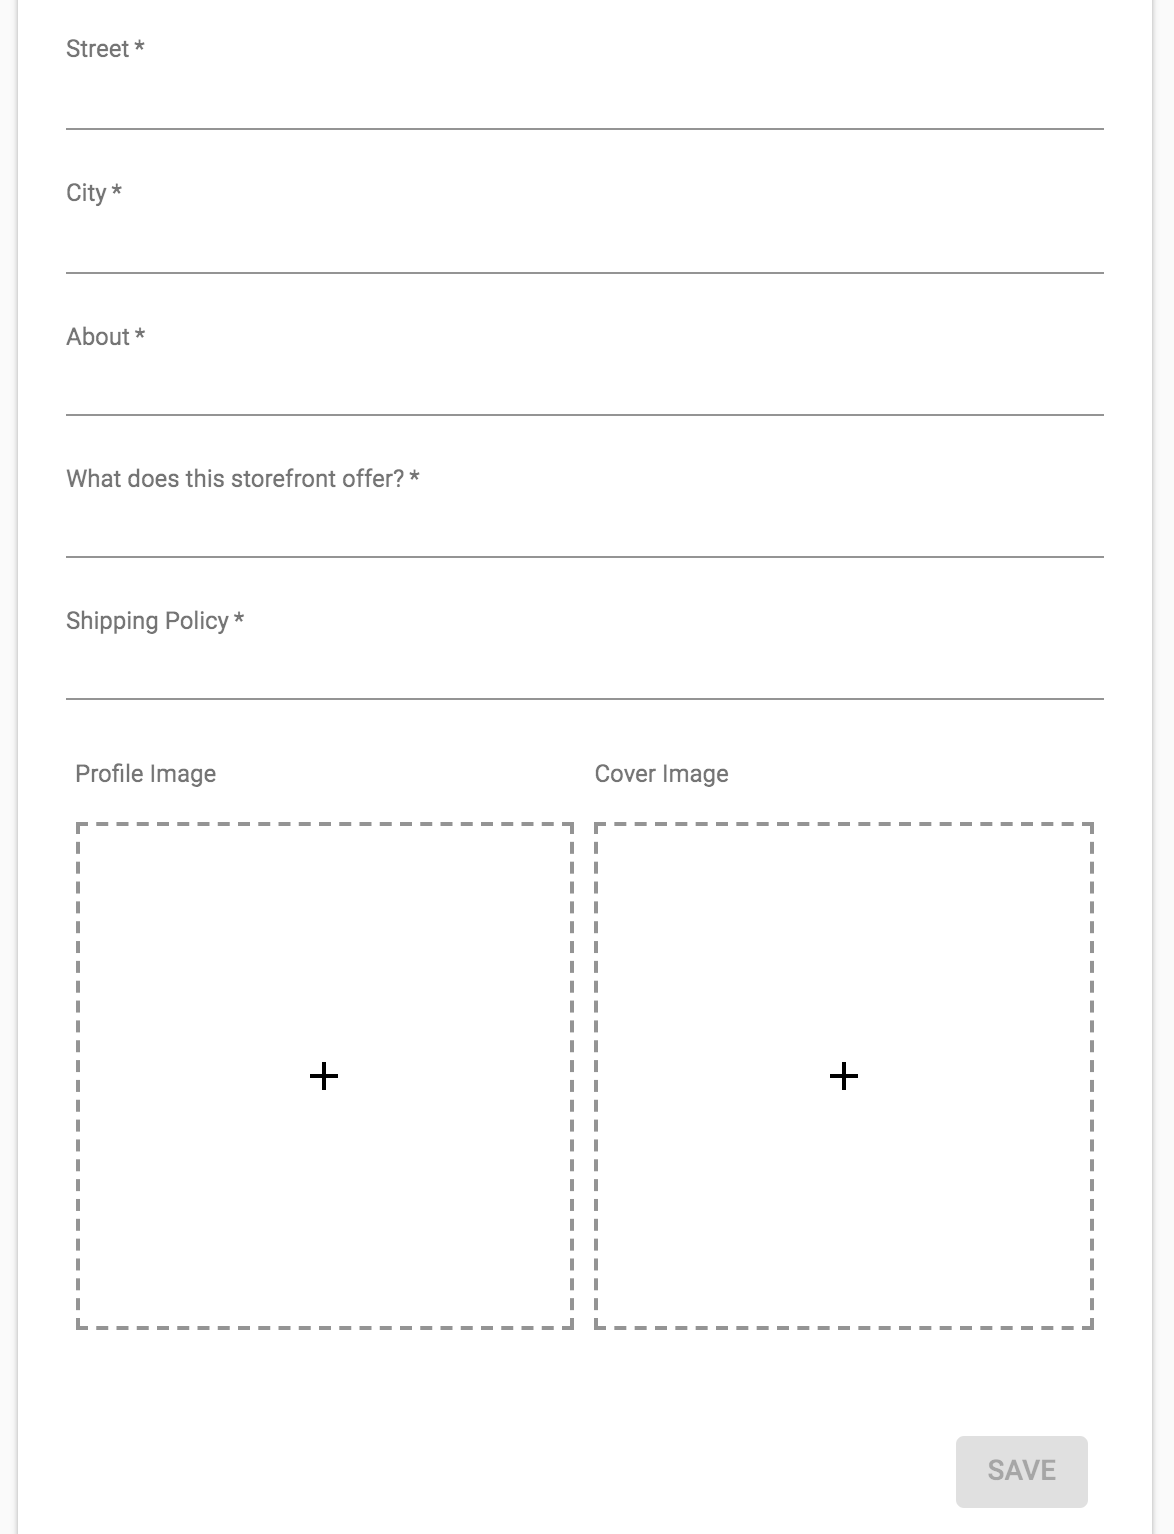 Street *
City *
About *
What does this storefront offer? *
Shipping Policy *
Profile Image
Cover Image
SAVE